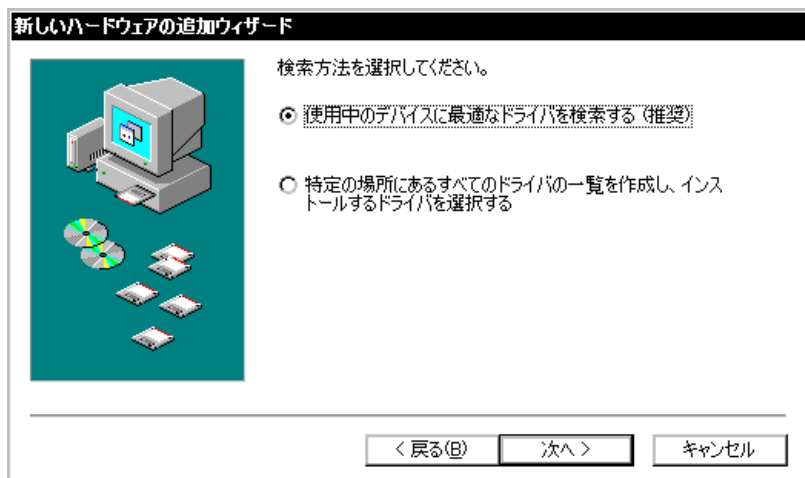 新しいハードウェアの追加ウィザード
検索方法を選択してください。
使用中のデバイスに最適なドライバを検索する (推奨)
特定の場所にあるすべてのドライバの一覧を作成し、インス
トールするドライバを選択する
< 戻る(B)
次へ >
キャンセル